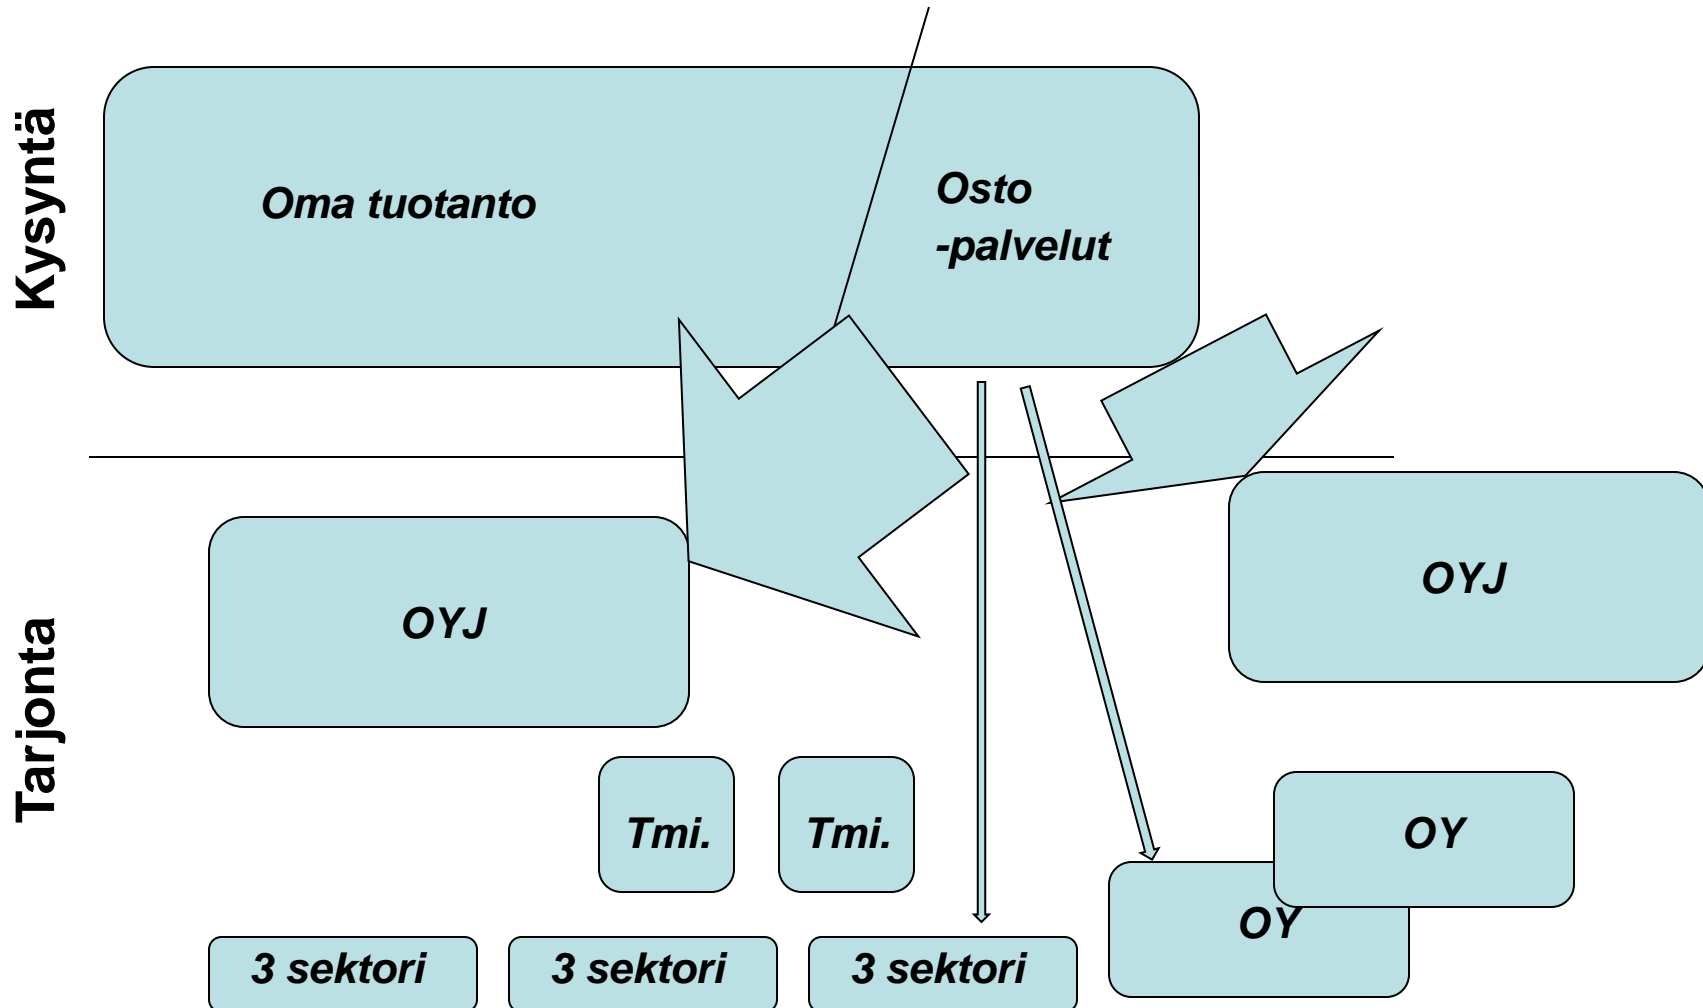 Kysyntä
Oma tuotanto
Osto
-palvelut
Tarjonta
OYJ
OYJ
Tmi.
Tmi.
OY
OY
3 sektori
3 sektori
3 sektori